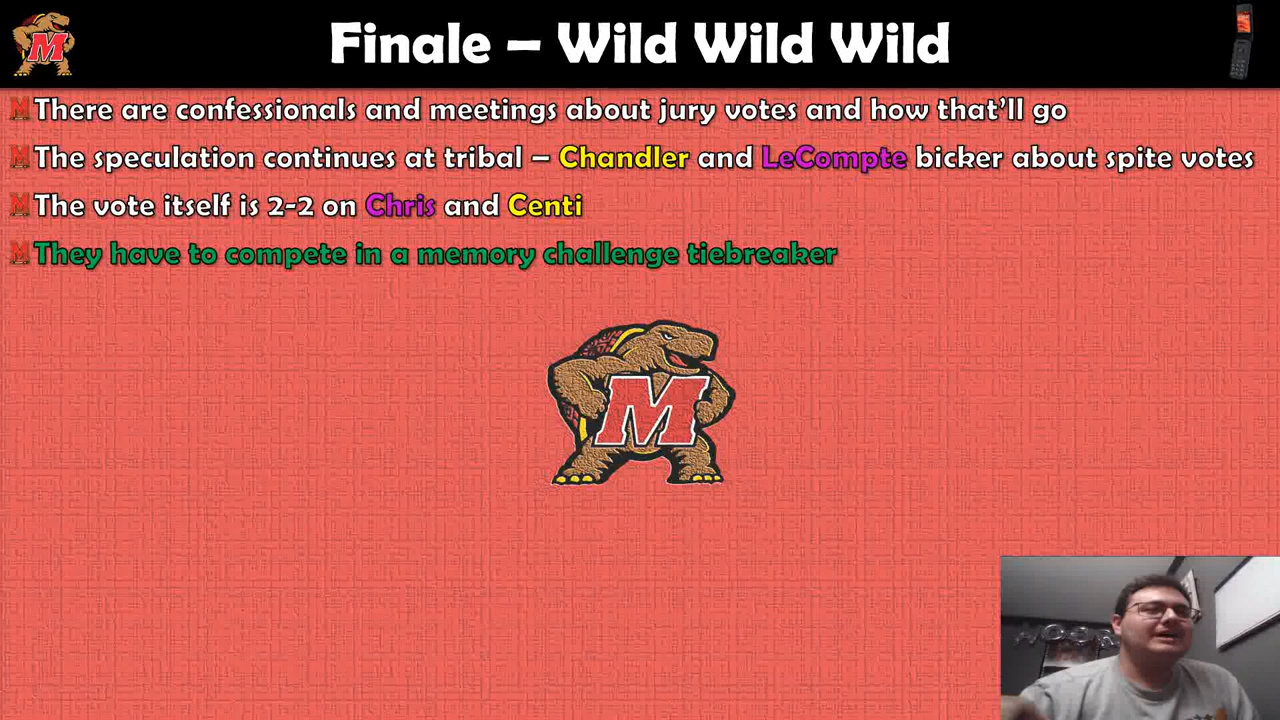 Finale – Wild Wild Wild
There are confessionals and meetings about jury votes and how that'll go
The speculation continues at tribal – Chandler and LeCompte bicker about spite votes
The vote itself is 2-2 on Chris and Centi
They have to compete in a memory challenge tiebreaker
M